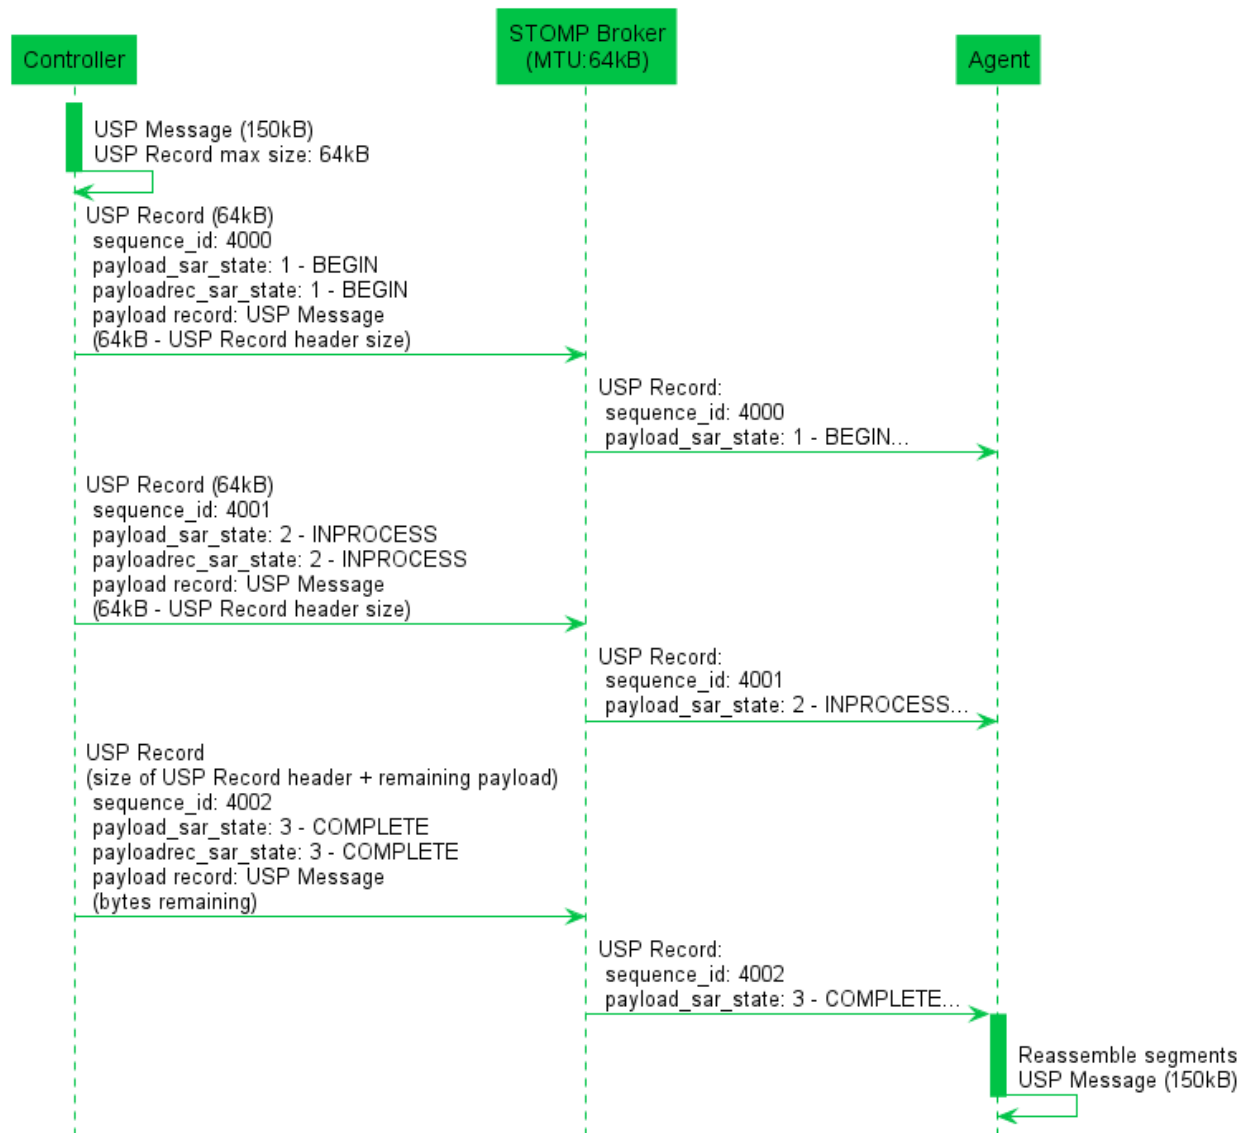 Controller
STOMP Broker
(MTU:64kB)
Agent
USP Message (150kB)
USP Record max size: 64kB
USP Record (64kB)
sequence_id: 4000
payload_sar_state: 1 - BEGIN
payloadrec_sar_state: 1 - BEGIN
payload record: USP Message
(64kB - USP Record header size)
USP Record:
sequence_id: 4000
payload_sar_state: 1 - BEGIN...
USP Record (64kB)
sequence_id: 4001
payload_sar_state: 2 - INPROCESS
payloadrec_sar_state: 2 - INPROCESS
payload record: USP Message
(64kB - USP Record header size)
USP Record:
sequence_id: 4001
payload_sar_state: 2 - INPROCESS...
USP Record
(size of USP Record header + remaining payload)
sequence_id: 4002
payload_sar_state: 3 - COMPLETE
payloadrec_sar_state: 3 - COMPLETE
payload record: USP Message
(bytes remaining)
USP Record:
sequence_id: 4002
payload_sar_state: 3 - COMPLETE...
Reassemble segments
USP Message (150kB)